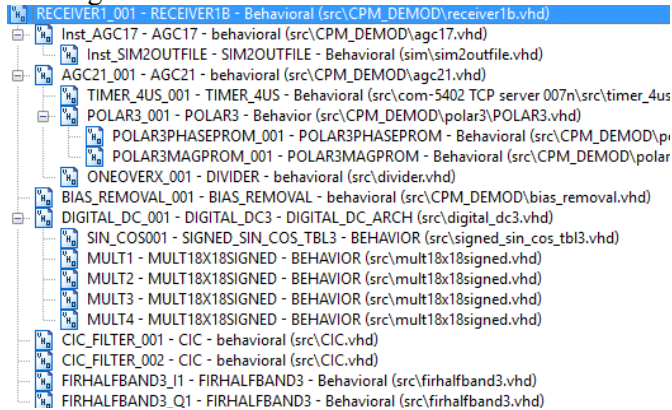 RECEIVER1_001 - RECEIVER1B - Behavioral (src\CPM_DEMOD\receiver1b.vhd)
Inst_AGC17 - AGC17 - behavioral (src\CPM_DEMOD\agc17.vhd)
Inst_SIM2OUTFILE - SIM2OUTFILE - Behavioral (sim\sim2outfile.vhd)
AGC21_001 - AGC21 - behavioral (src\CPM_DEMOD\agc21.vhd)
TIMER_4US_001 - TIMER_4US - Behavioral (src\com-5402 TCP server 007n\src\timer_4us
POLAR3_001 - POLAR3 - Behavior (src\CPM_DEMOD\polar3\POLAR3.vhd)
POLAR3PHASEPROM_001 - POLAR3PHASEPROM - Behavioral (src\CPM_DEMOD\po
POLAR3MAGPROM_001 - POLAR3MAGPROM - Behavioral (src\CPM_DEMOD\polar
ONEOVERX_001 - DIVIDER - behavioral (src\divider.vhd)
BIAS_REMOVAL_001 - BIAS_REMOVAL - behavioral (src\CPM_DEMOD\bias_removal.vhd)
DIGITAL_DC_001 - DIGITAL_DC3 - DIGITAL_DC_ARCH (src\digital_dc3.vhd)
SIN_COS001 - SIGNED_SIN_COS_TBL3 - BEHAVIOR (src\signed_sin_cos_tbl3.vhd)
MULT1 - MULT18X18SIGNED - BEHAVIOR (src\mult18x18signed.vhd)
MULT2 - MULT18X18SIGNED - BEHAVIOR (src\mult18x18signed.vhd)
MULT3 - MULT18X18SIGNED - BEHAVIOR (src\mult18x18signed.vhd)
MULT4 - MULT18X18SIGNED - BEHAVIOR (src\mult18x18signed.vhd)
CIC_FILTER_001 - CIC - behavioral (src\CIC.vhd)
CIC_FILTER_002 - CIC - behavioral (src\CIC.vhd)
FIRHALFBAND3_I1 - FIRHALFBAND3 - Behavioral (src\firhalfband3.vhd)
FIRHALFBAND3_Q1 - FIRHALFBAND3 - Behavioral (src\firhalfband3.vhd)